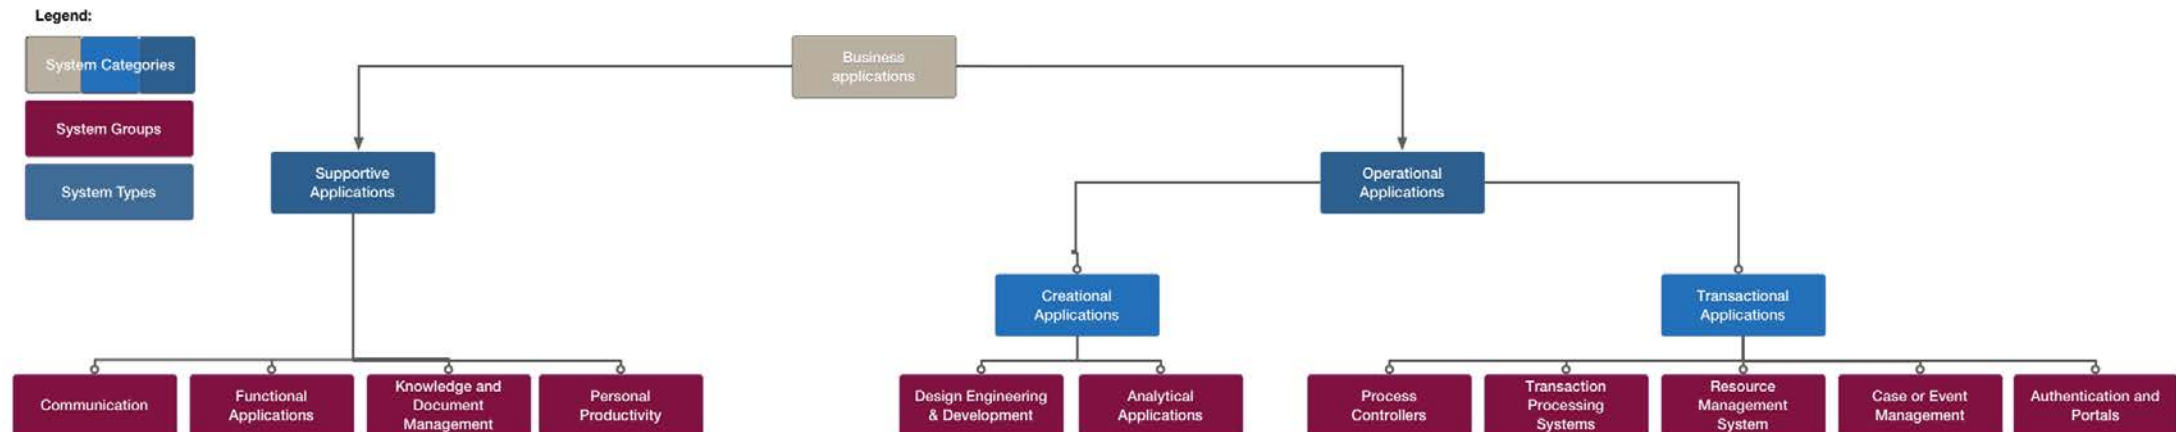 Legend:
System Categories
System Groups
System Types
Business
applications
Supportive
Applications
Operational
Applications
Creational
Applications
Transactional
Applications
Communication
Functional
Applications
Knowledge and
Document
Management
Personal
Productivity
Design Engineering
& Development
Analytical
Applications
Process
Controllers
Transaction
Processing
Systems
Resource
Management
System
Case or Event
Management
Authentication and
Portals